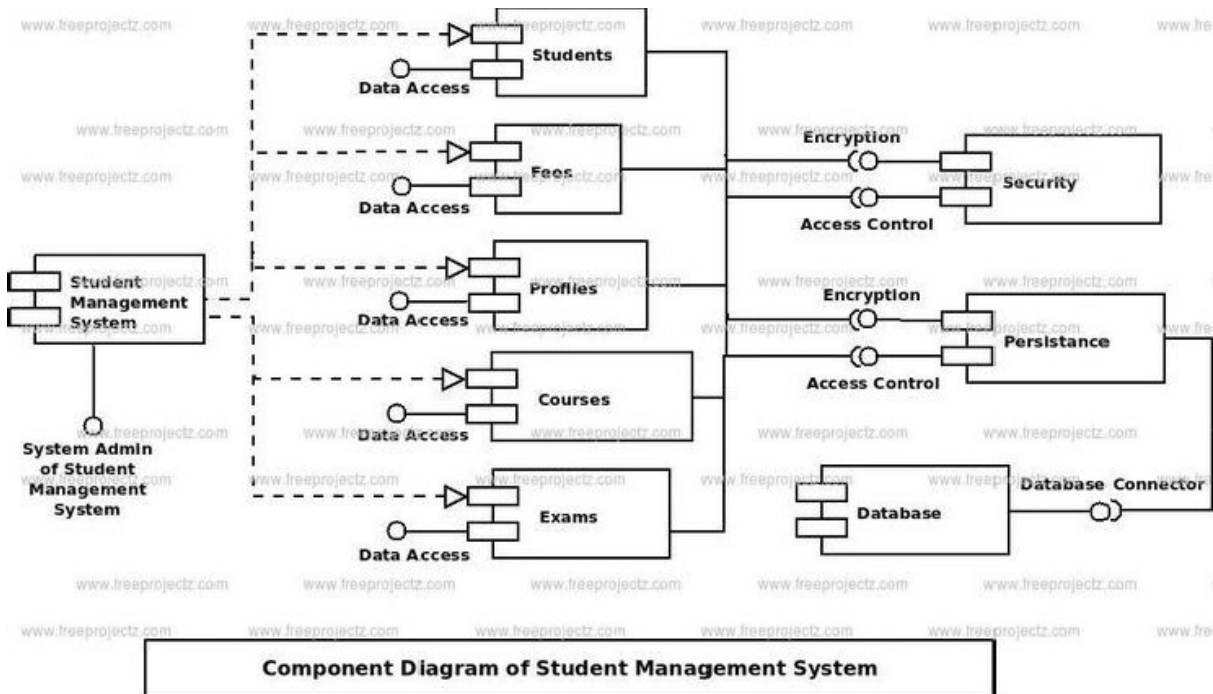 Students
Data Access
Encryption
Fees
Security
Data Access
Access Control
Student
Management
System
Profiles
Encryption
Data Access
Persistance
Access Control
Courses
Data Access
System Admin
of Student
Management
System
Database Connector
Exams
Database
Data Access
Component Diagram of Student Management System
www.freeprojectz.com